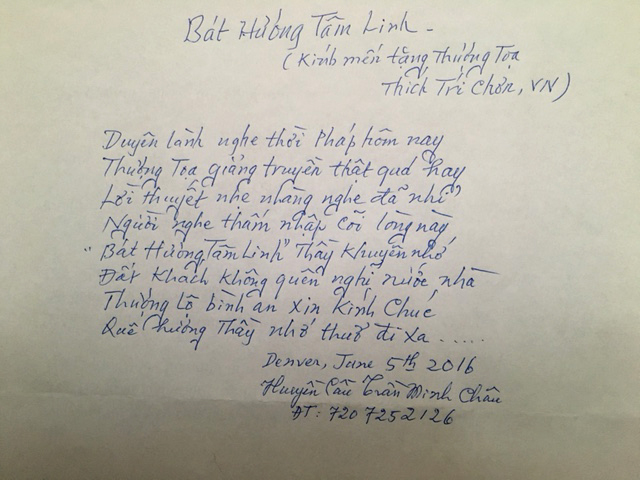 Bát Hướng Tâm Linh -
(Kính mến tặng Thượng Tọa
Thích Trí Chơn, VN)
Duyên lành nghe thời Pháp hôm nay
Thượng Tọa giảng truyền thật quá hay
Lời thuyết nhẹ nhàng nghe đã nhĩ
Người nghe thấm nhập cõi lòng này
"Bát Hương Tâm Linh" Thầy khuyên nhớ
Đất khách không quên nghĩ nước nhà
Thượng lộ bình an xin kính chúc
Quê hương Thầy nhớ thuở đi xa.....
Denver, June 5th 2016
Huyền Cầu Trần Minh Châu
ĐT: 720 725 2126